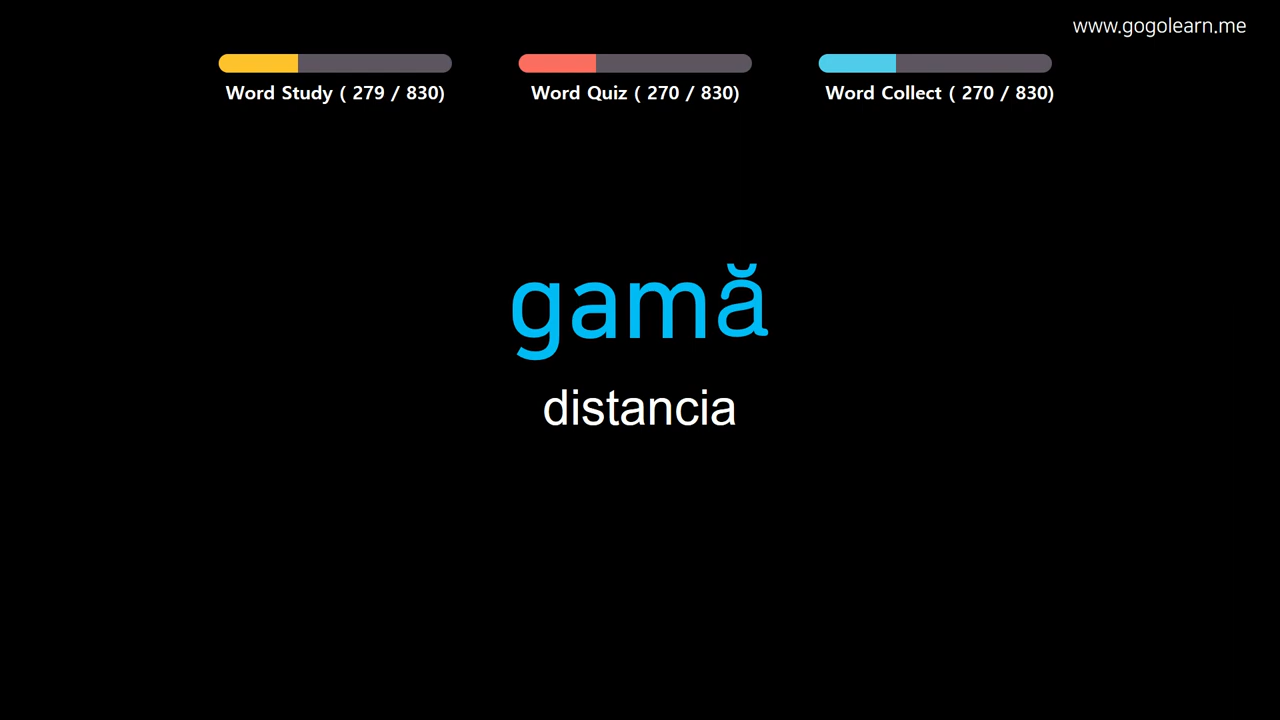 www.gogolearn.me
Word Study ( 279 / 830)
Word Quiz ( 270 / 830)
Word Collect ( 270 / 830)
gamă
distancia